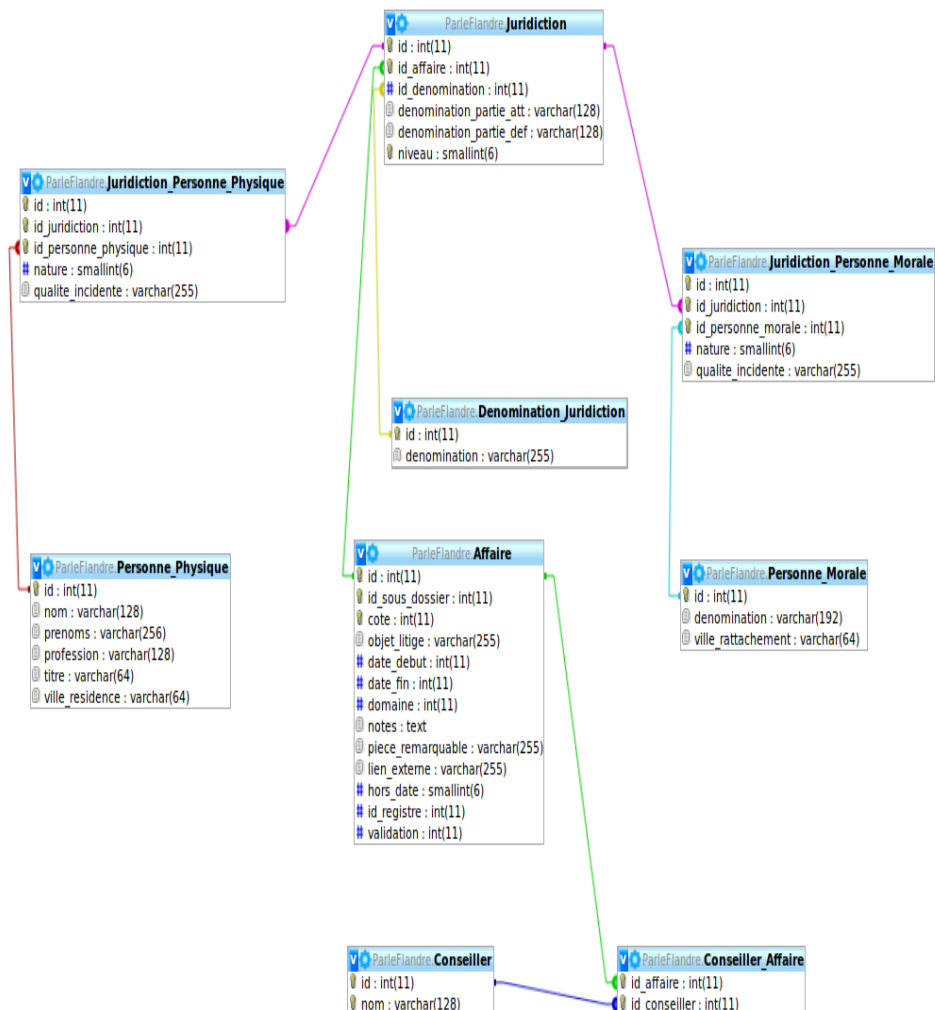 ParleFlandre.Juridiction
id : int(11)
id_affaire : int(11)
id_denomination : int(11)
denomination_partie_att : varchar(128)
denomination_partie_def : varchar(128)
niveau : smallint(6)
ParleFlandre.Juridiction_Personne_Physique
id : int(11)
id_juridiction : int(11)
id_personne_physique : int(11)
nature : smallint(6)
qualite_incidente : varchar(255)
ParleFlandre.Juridiction_Personne_Morale
id : int(11)
id_juridiction : int(11)
id_personne_morale : int(11)
nature : smallint(6)
qualite_incidente : varchar(255)
ParleFlandre.Denomination_Juridiction
id : int(11)
denomination : varchar(255)
ParleFlandre.Personne_Physique
id : int(11)
nom : varchar(128)
prenoms : varchar(256)
profession : varchar(128)
titre : varchar(64)
ville_residence : varchar(64)
ParleFlandre.Affaire
id : int(11)
id_sous_dossier : int(11)
cote : int(11)
objet_litige : varchar(255)
date_debut : int(11)
date_fin : int(11)
domaine : int(11)
notes : text
piece_remarquable : varchar(255)
lien_externe : varchar(255)
hors_date : smallint(6)
id_registre : int(11)
validation : int(11)
ParleFlandre.Personne_Morale
id : int(11)
denomination : varchar(192)
ville_rattachement : varchar(64)
ParleFlandre.Conseiller
id : int(11)
nom : varchar(128)
ParleFlandre.Conseiller_Affaire
id_affaire : int(11)
id_conseiller : int(11)